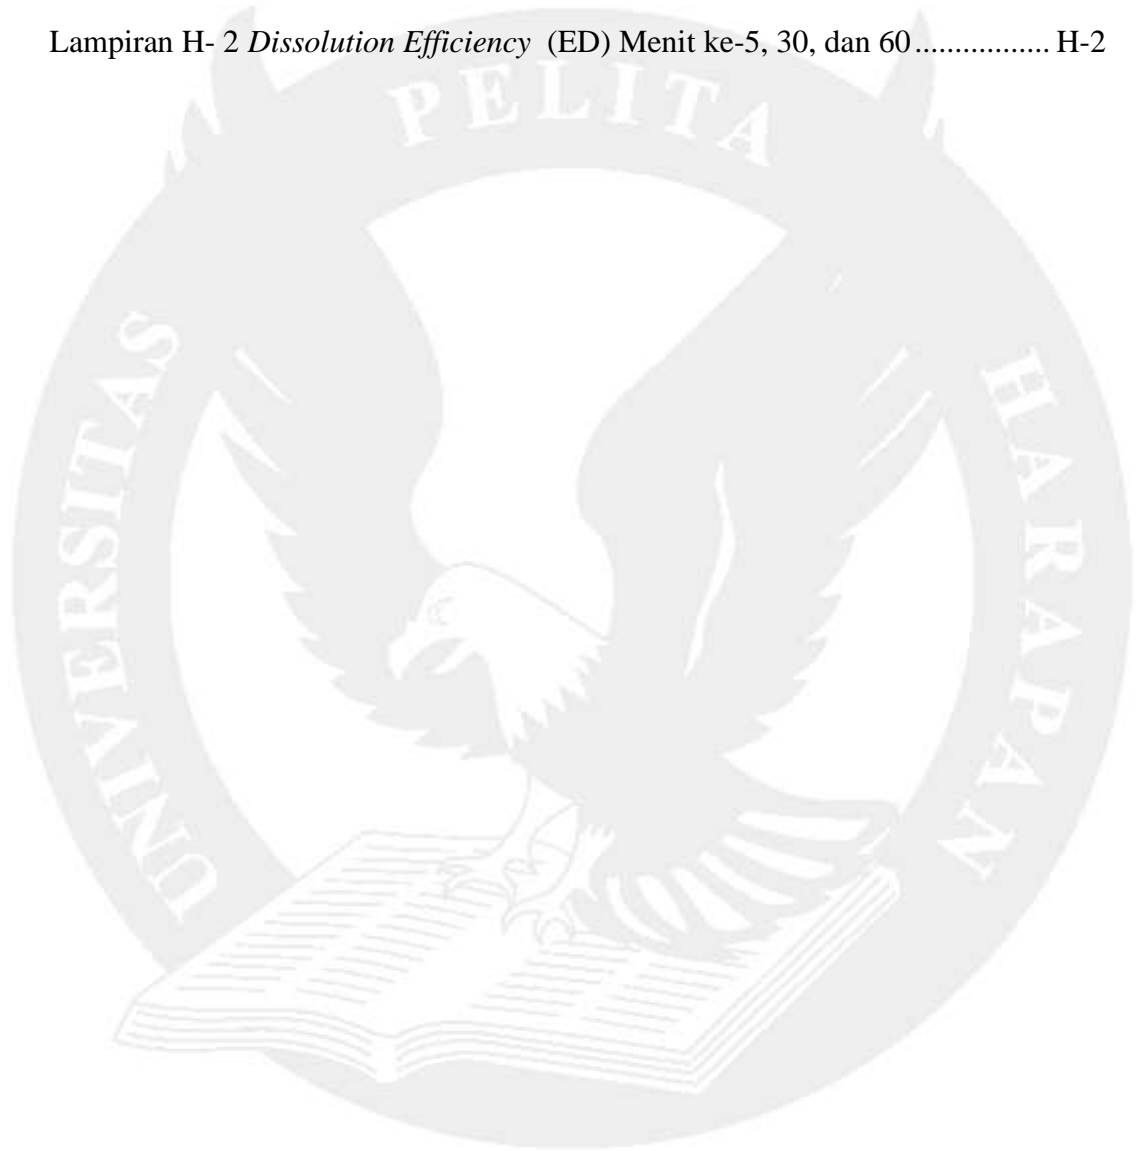 Lampiran H- 2 Dissolution Efficiency (ED) Menit ke-5, 30, dan 60................. H-2
UNIVERSITAS PELITA HARAPAN